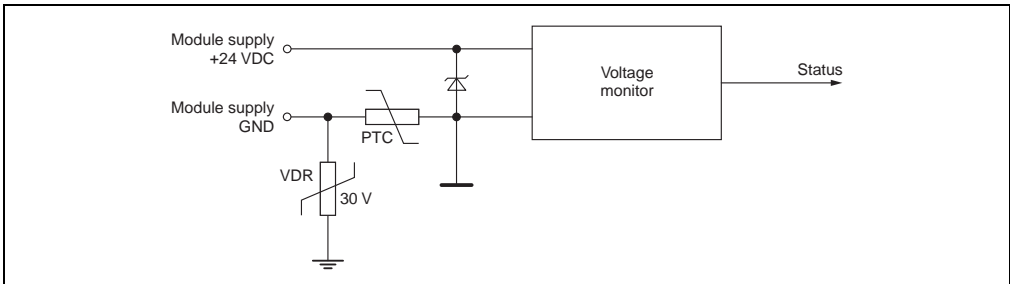 Module supply
+24 VDC
Voltage
monitor
Status
Module supply
GND
PTC
VDR
30 V